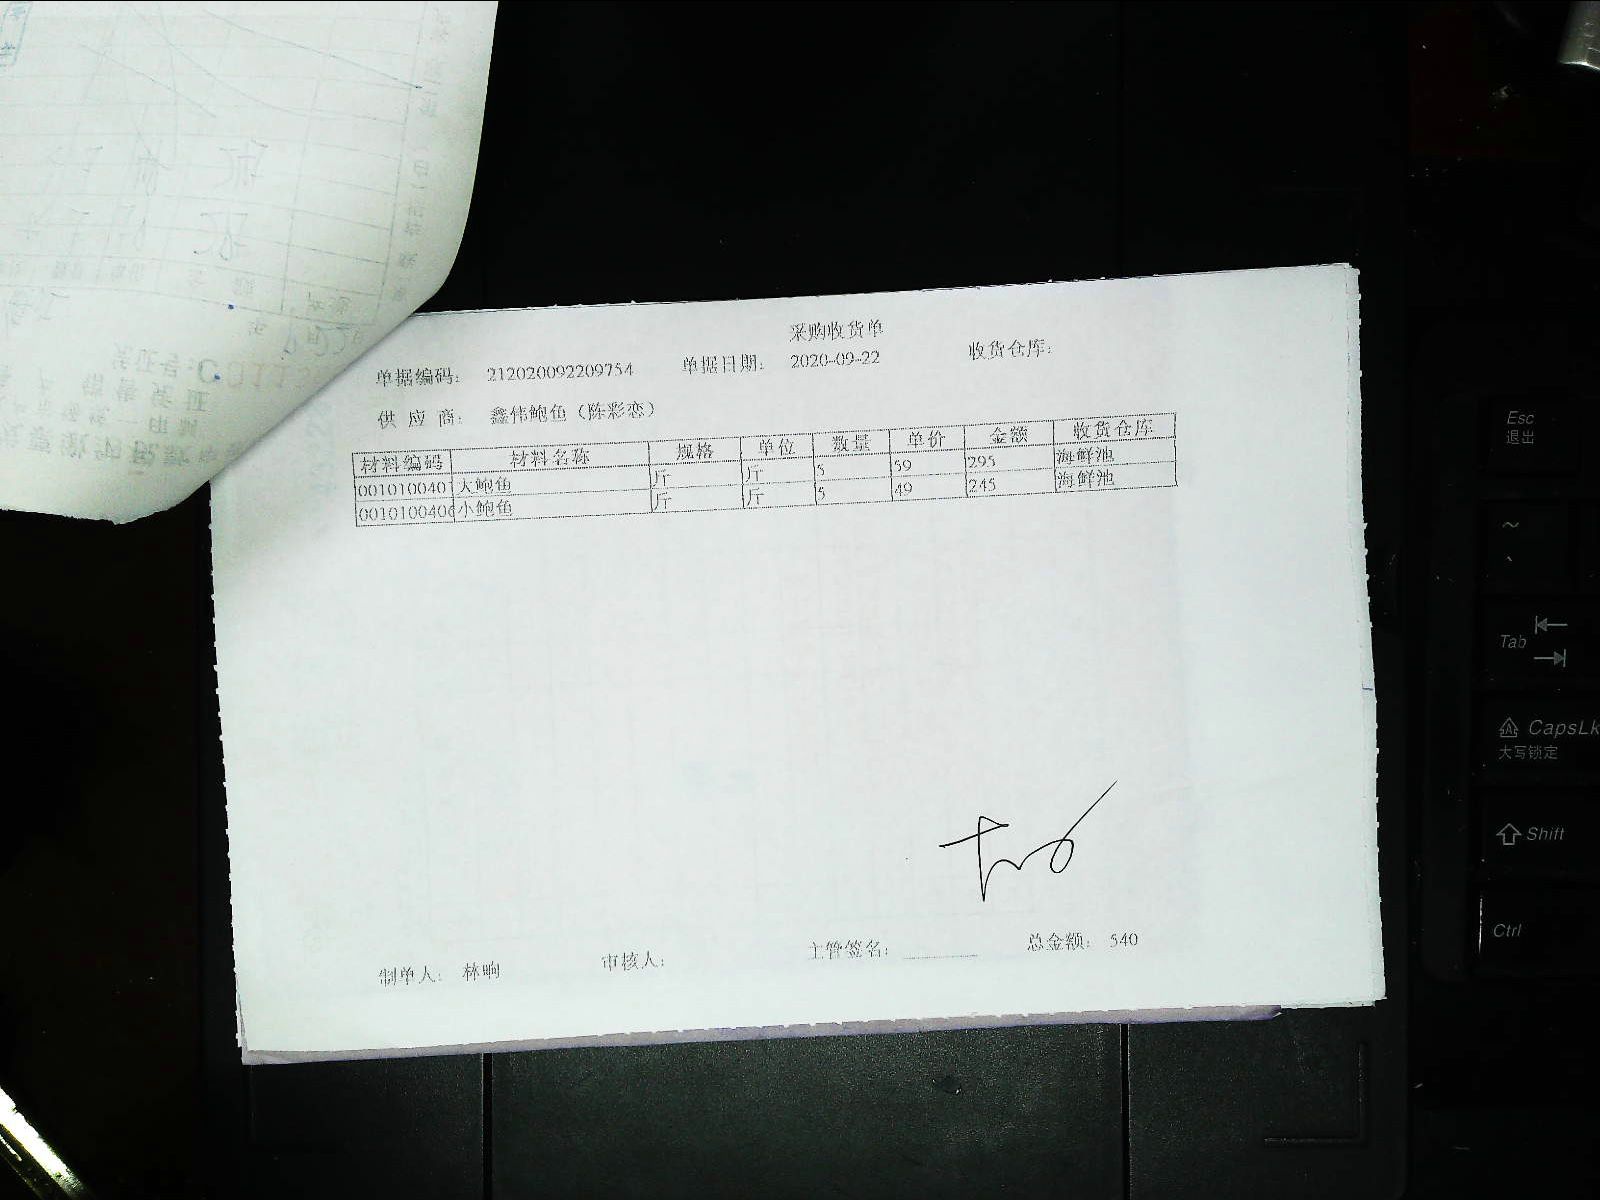 采购收货单
单据编码: 212020092209754 单据日期: 2020-09-22 收货仓库:
供 应 商: 鑫伟鲍鱼（陈彩恋）
材料编码 材料名称 规格 单位 数量 单价 金额 收货仓库
0010100401 大鲍鱼 斤 斤 5 59 295 海鲜池
001010040 小鲍鱼 斤 斤 5 49 245 海鲜池
制单人: 林晌 审核人: 主管签名: 总金额: 540
Esc
退出
~
Tab
CapsLk
大写锁定
Shift
Ctrl